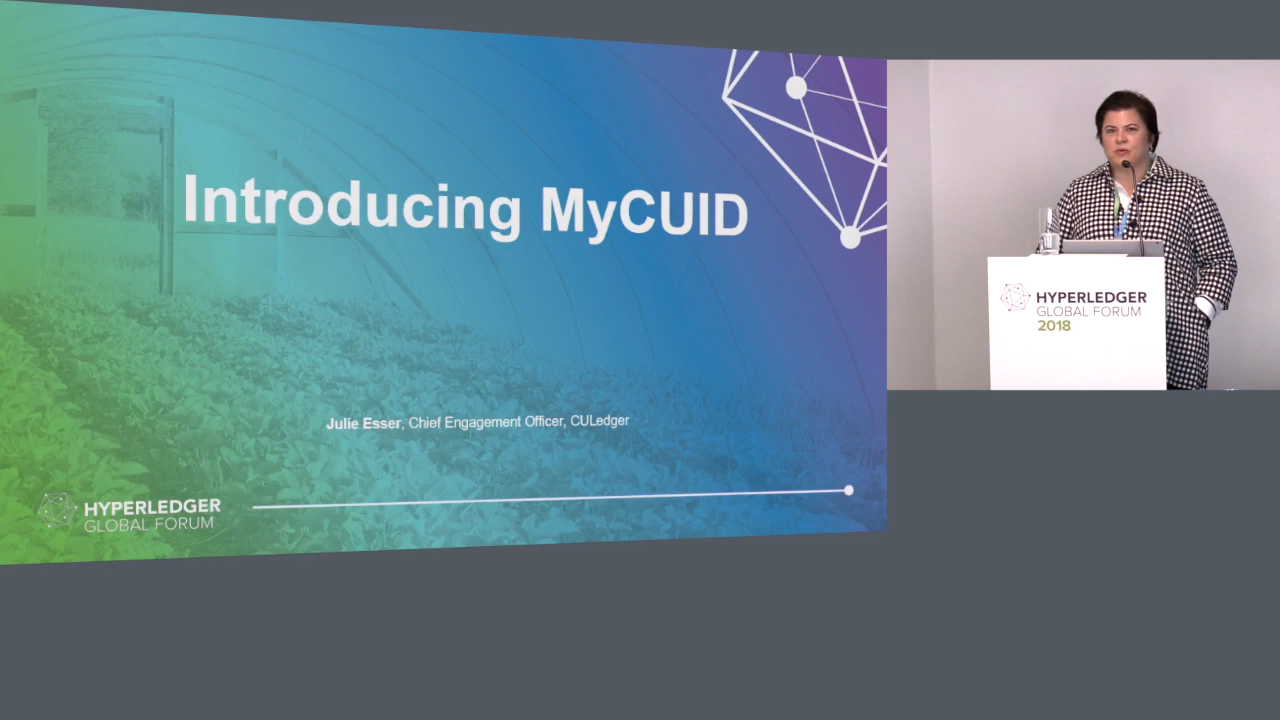 Introducing MyCUID
Julie Esser, Chief Engagement Officer, CULedger
HYPERLEDGER
GLOBAL FORUM
HYPERLEDGER
GLOBAL FORUM
2018